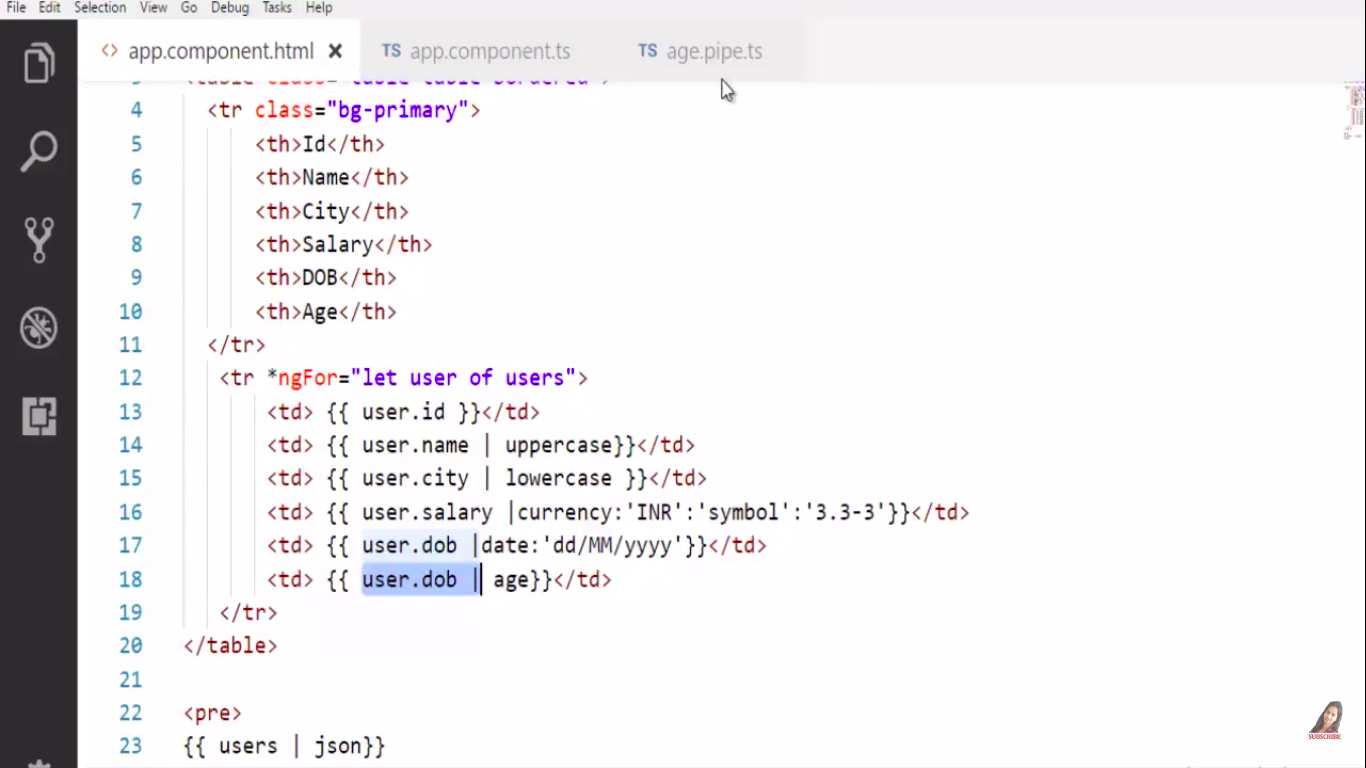 File Edit Selection View Go Debug Tasks Help
<> app.component.html × TS app.component.ts TS age.pipe.ts
4 <tr class="bg-primary">
5 <th>Id</th>
6 <th>Name</th>
7 <th>City</th>
8 <th>Salary</th>
9 <th>DOB</th>
10 <th>Age</th>
11 </tr>
12 <tr *ngFor="let user of users">
13 <td> {{ user.id }}</td>
14 <td> {{ user.name | uppercase}}</td>
15 <td> {{ user.city | lowercase }}</td>
16 <td> {{ user.salary |currency:'INR':'symbol':'3.3-3'}}</td>
17 <td> {{ user.dob |date:'dd/MM/yyyy'}}</td>
18 <td> {{ user.dob | age}}</td>
19 </tr>
20 </table>
21
22 <pre>
23 {{ users | json}}
SUBSCRIBE